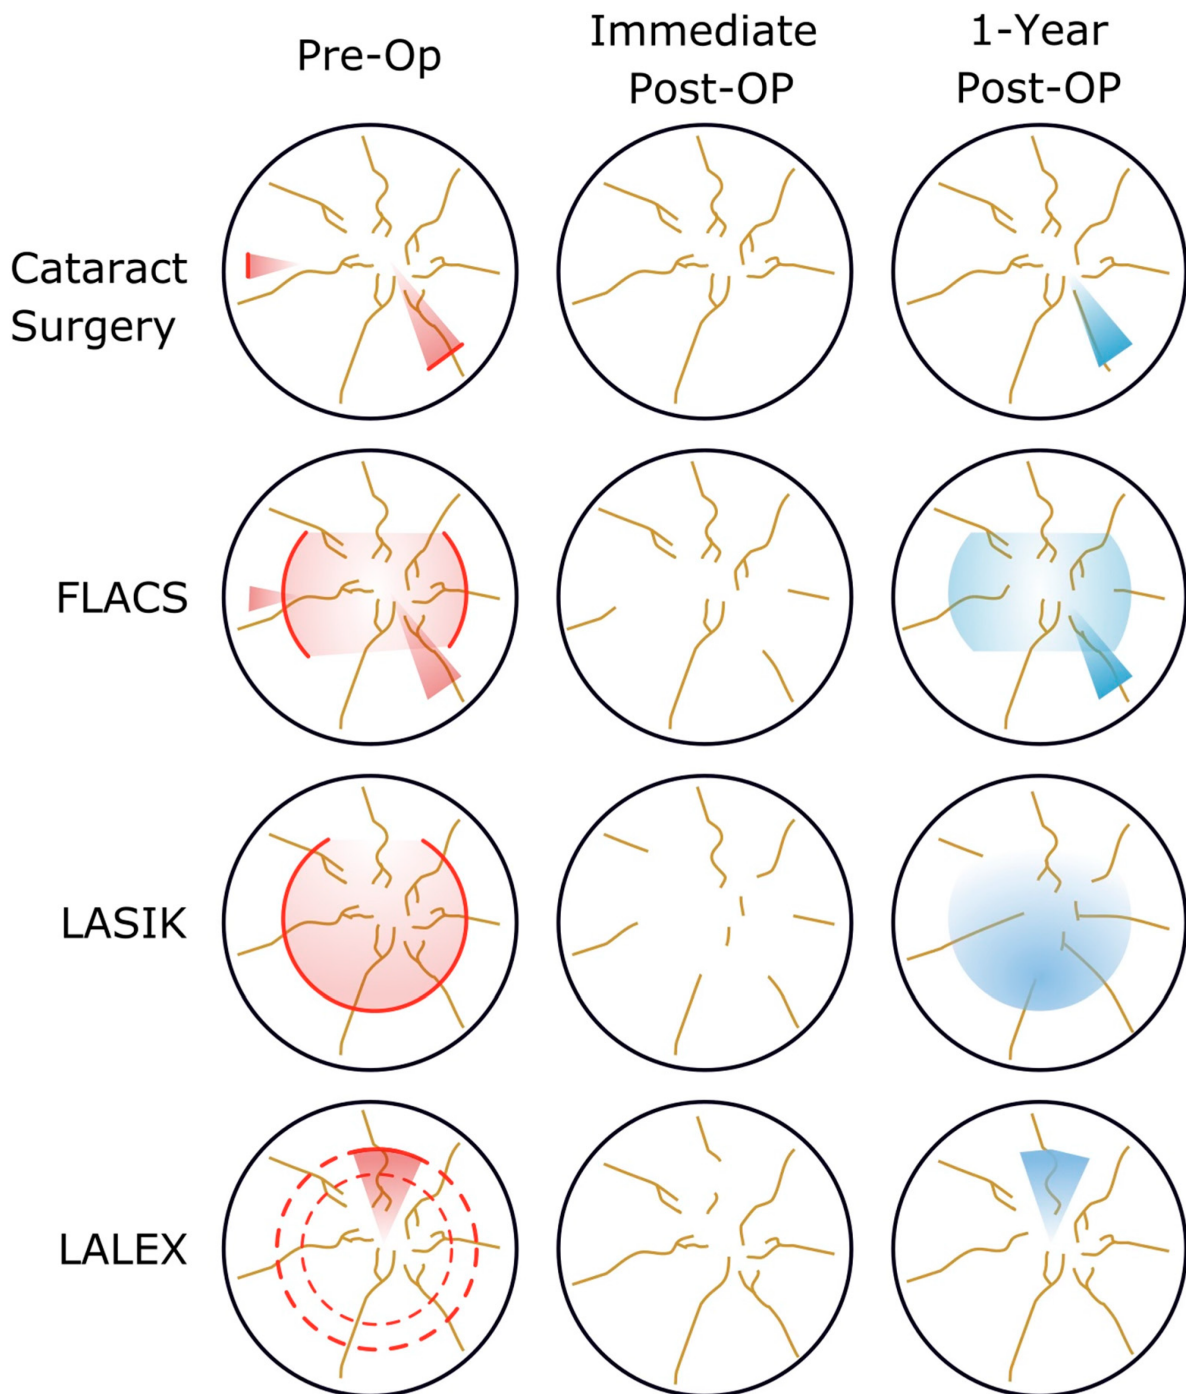 Pre-Op
Immediate
Post-OP
1-Year
Post-OP
Cataract
Surgery
FLACS
LASIK
LALEX